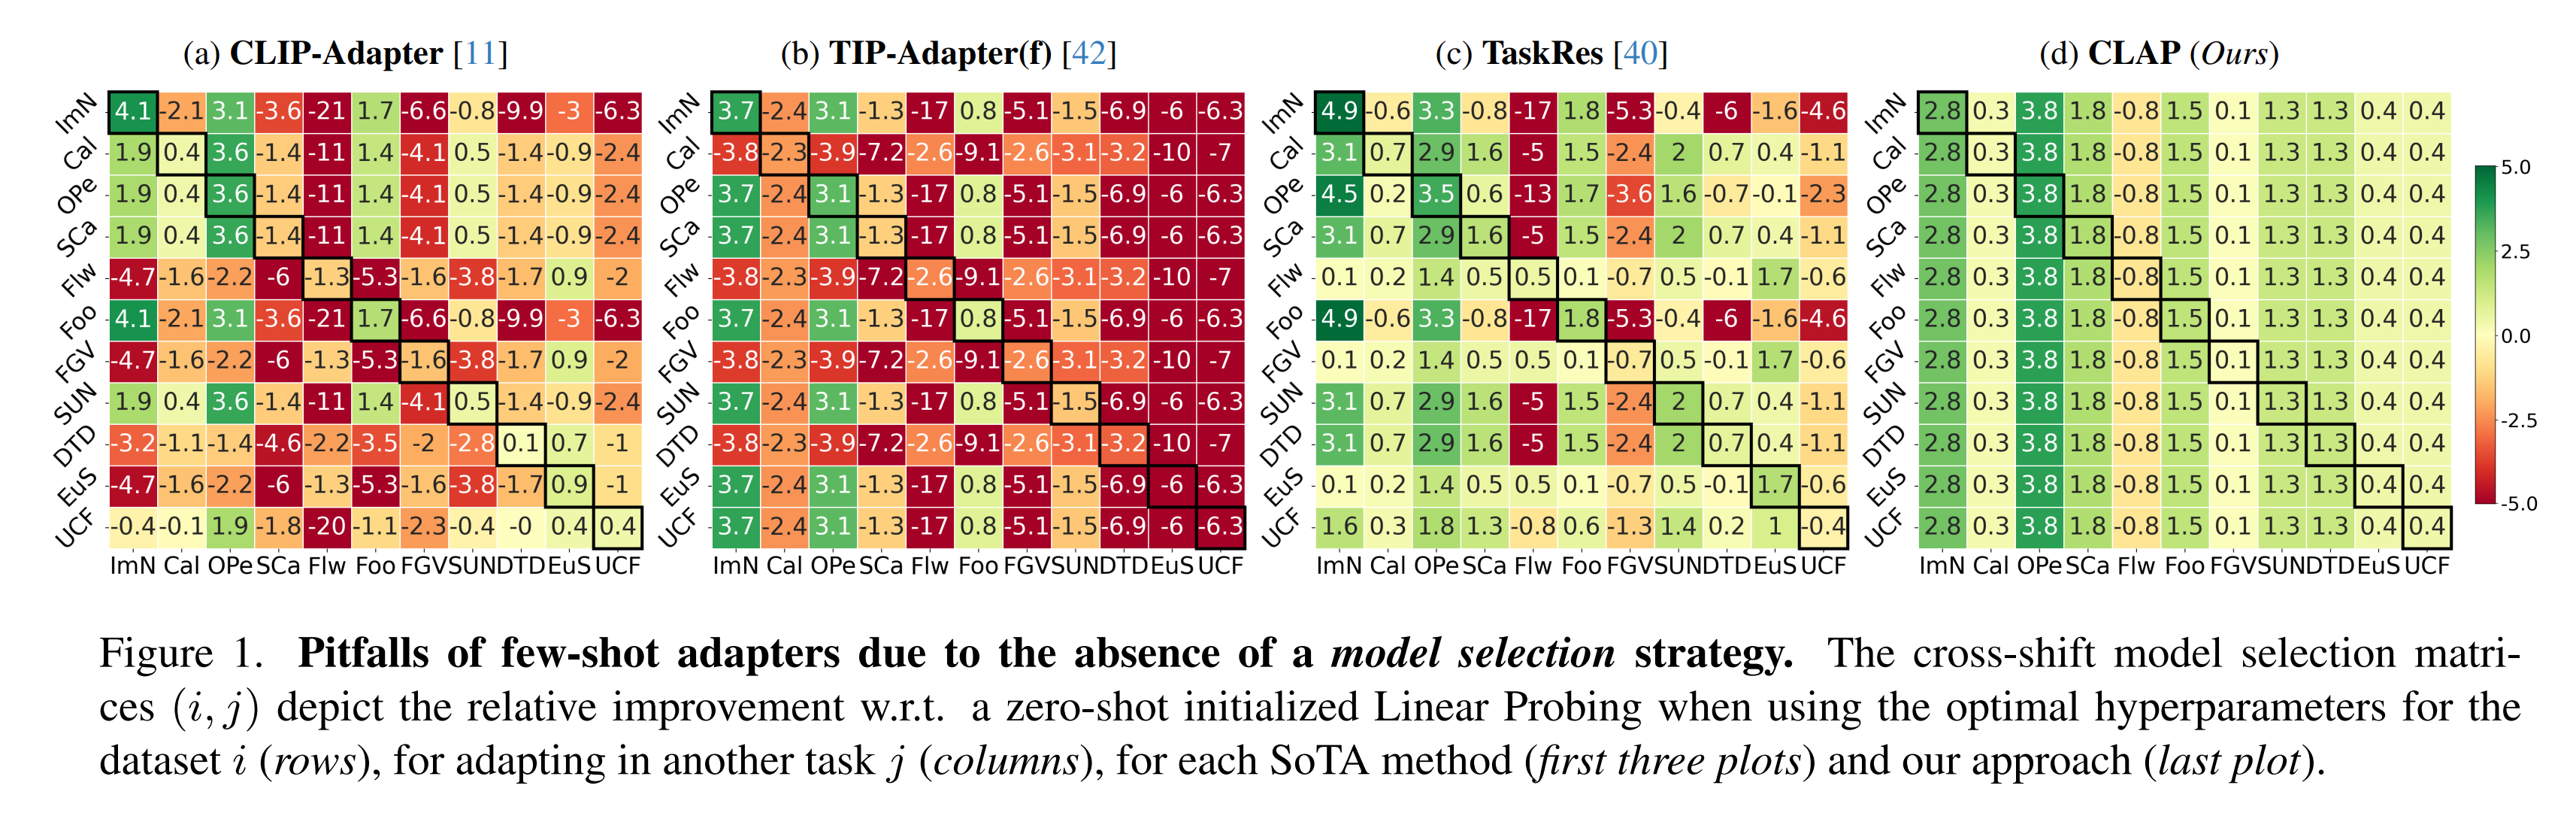 (a) CLIP-Adapter [11]
(b) TIP-Adapter(f) [42]
(c) TaskRes [40]
(d) CLAP (Ours)
ImN 4.1 -2.1 3.1 -3.6 -21 1.7 -6.6 -0.8 -9.9 -3 -6.3
Cal 1.9 0.4 3.6 -1.4 -11 1.4 -4.1 0.5 -1.4 -0.9 -2.4
OPe 1.9 0.4 3.6 -1.4 -11 1.4 -4.1 0.5 -1.4 -0.9 -2.4
SCa 1.9 0.4 3.6 -1.4 -11 1.4 -4.1 0.5 -1.4 -0.9 -2.4
Flw -4.7 -1.6 -2.2 -6 -1.3 -5.3 -1.6 -3.8 -1.7 0.9 -2
Foo 4.1 -2.1 3.1 -3.6 -21 1.7 -6.6 -0.8 -9.9 -3 -6.3
FGV -4.7 -1.6 -2.2 -6 -1.3 -5.3 -1.6 -3.8 -1.7 0.9 -2
SUN 1.9 0.4 3.6 -1.4 -11 1.4 -4.1 0.5 -1.4 -0.9 -2.4
DTD -3.2 -1.1 -1.4 -4.6 -2.2 -3.5 -2 -2.8 0.1 0.7 -1
EuS -4.7 -1.6 -2.2 -6 -1.3 -5.3 -1.6 -3.8 -1.7 0.9 -1
UCF -0.4 -0.1 1.9 -1.8 -20 -1.1 -2.3 -0.4 -0 0.4 0.4
ImN Cal OPe SCa Flw Foo FGV SUN DTD EuS UCF
ImN 3.7 -2.4 3.1 -1.3 -17 0.8 -5.1 -1.5 -6.9 -6 -6.3
Cal -3.8 -2.3 -3.9 -7.2 -2.6 -9.1 -2.6 -3.1 -3.2 -10 -7
OPe 3.7 -2.4 3.1 -1.3 -17 0.8 -5.1 -1.5 -6.9 -6 -6.3
SCa 3.7 -2.4 3.1 -1.3 -17 0.8 -5.1 -1.5 -6.9 -6 -6.3
Flw -3.8 -2.3 -3.9 -7.2 -2.6 -9.1 -2.6 -3.1 -3.2 -10 -7
Foo 3.7 -2.4 3.1 -1.3 -17 0.8 -5.1 -1.5 -6.9 -6 -6.3
FGV -3.8 -2.3 -3.9 -7.2 -2.6 -9.1 -2.6 -3.1 -3.2 -10 -7
SUN 3.7 -2.4 3.1 -1.3 -17 0.8 -5.1 -1.5 -6.9 -6 -6.3
DTD -3.8 -2.3 -3.9 -7.2 -2.6 -9.1 -2.6 -3.1 -3.2 -10 -7
EuS 3.7 -2.4 3.1 -1.3 -17 0.8 -5.1 -1.5 -6.9 -6 -6.3
UCF 3.7 -2.4 3.1 -1.3 -17 0.8 -5.1 -1.5 -6.9 -6 -6.3
ImN Cal OPe SCa Flw Foo FGV SUN DTD EuS UCF
ImN 4.9 -0.6 3.3 -0.8 -17 1.8 -5.3 -0.4 -6 -1.6 -4.6
Cal 3.1 0.7 2.9 1.6 -5 1.5 -2.4 2 0.7 0.4 -1.1
OPe 4.5 0.2 3.5 0.6 -13 1.7 -3.6 1.6 -0.7 -0.1 -2.3
SCa 3.1 0.7 2.9 1.6 -5 1.5 -2.4 2 0.7 0.4 -1.1
Flw 0.1 0.2 1.4 0.5 0.5 0.1 -0.7 0.5 -0.1 1.7 -0.6
Foo 4.9 -0.6 3.3 -0.8 -17 1.8 -5.3 -0.4 -6 -1.6 -4.6
FGV 0.1 0.2 1.4 0.5 0.5 0.1 -0.7 0.5 -0.1 1.7 -0.6
SUN 3.1 0.7 2.9 1.6 -5 1.5 -2.4 2 0.7 0.4 -1.1
DTD 3.1 0.7 2.9 1.6 -5 1.5 -2.4 2 0.7 0.4 -1.1
EuS 0.1 0.2 1.4 0.5 0.5 0.1 -0.7 0.5 -0.1 1.7 -0.6
UCF 1.6 0.3 1.8 1.3 -0.8 0.6 -1.3 1.4 0.2 1 -0.4
ImN Cal OPe SCa Flw Foo FGV SUN DTD EuS UCF
ImN 2.8 0.3 3.8 1.8 -0.8 1.5 0.1 1.3 1.3 0.4 0.4
Cal 2.8 0.3 3.8 1.8 -0.8 1.5 0.1 1.3 1.3 0.4 0.4
OPe 2.8 0.3 3.8 1.8 -0.8 1.5 0.1 1.3 1.3 0.4 0.4
SCa 2.8 0.3 3.8 1.8 -0.8 1.5 0.1 1.3 1.3 0.4 0.4
Flw 2.8 0.3 3.8 1.8 -0.8 1.5 0.1 1.3 1.3 0.4 0.4
Foo 2.8 0.3 3.8 1.8 -0.8 1.5 0.1 1.3 1.3 0.4 0.4
FGV 2.8 0.3 3.8 1.8 -0.8 1.5 0.1 1.3 1.3 0.4 0.4
SUN 2.8 0.3 3.8 1.8 -0.8 1.5 0.1 1.3 1.3 0.4 0.4
DTD 2.8 0.3 3.8 1.8 -0.8 1.5 0.1 1.3 1.3 0.4 0.4
EuS 2.8 0.3 3.8 1.8 -0.8 1.5 0.1 1.3 1.3 0.4 0.4
UCF 2.8 0.3 3.8 1.8 -0.8 1.5 0.1 1.3 1.3 0.4 0.4
ImN Cal OPe SCa Flw Foo FGV SUN DTD EuS UCF
5.0
2.5
0.0
-2.5
-5.0
Figure 1. Pitfalls of few-shot adapters due to the absence of a model selection strategy. The cross-shift model selection matri-
ces (i, j) depict the relative improvement w.r.t. a zero-shot initialized Linear Probing when using the optimal hyperparameters for the
dataset i (rows), for adapting in another task j (columns), for each SoTA method (first three plots) and our approach (last plot).